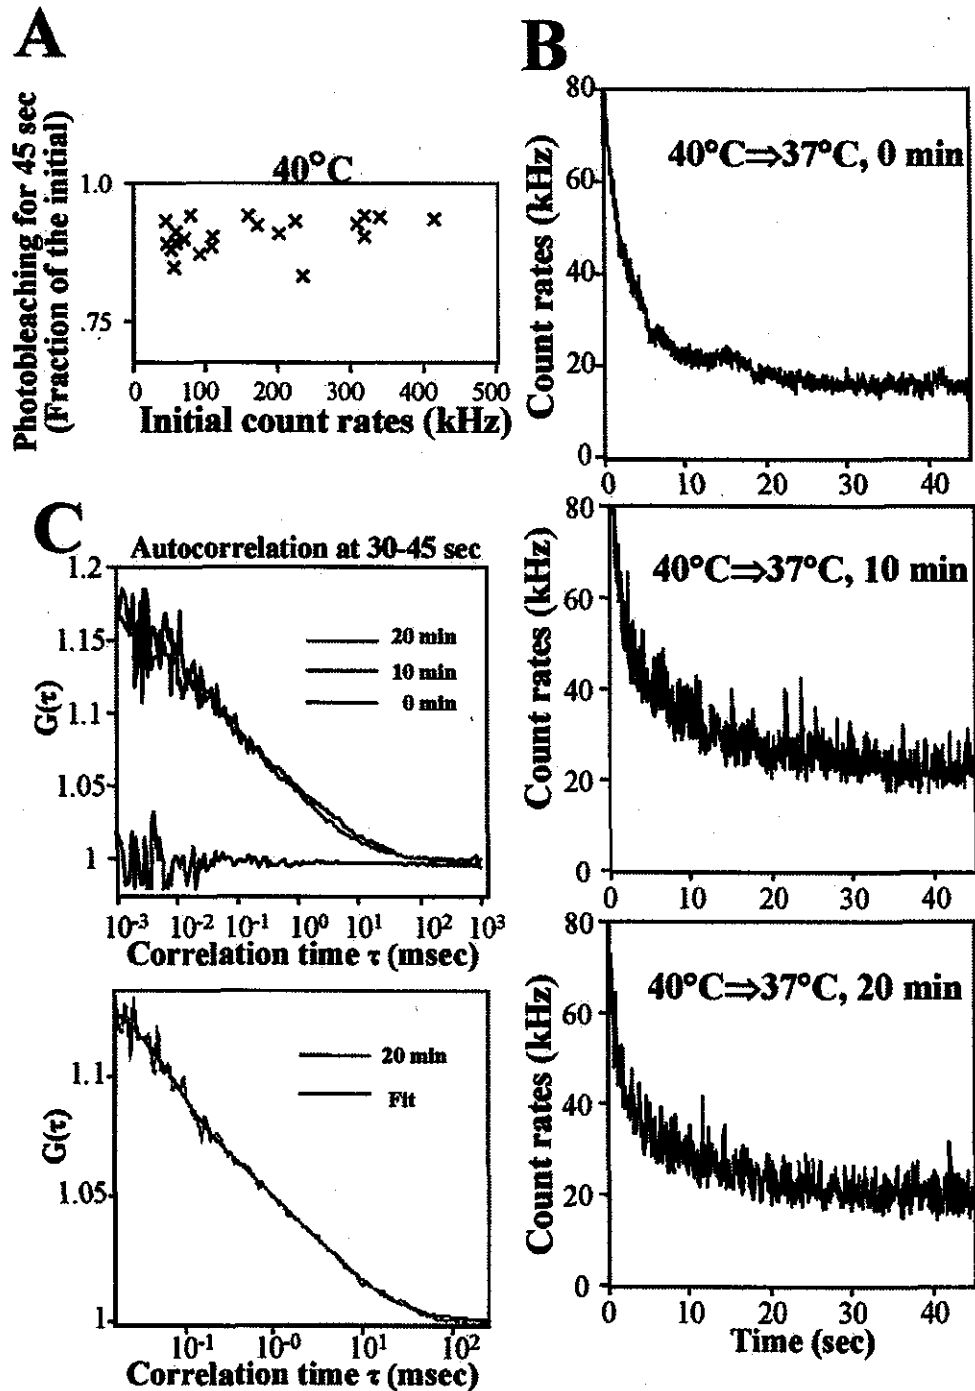 A
40°C
Photobleaching for 45 sec
(Fraction of the initial)
1.0
.75
0 100 200 300 400 500
Initial count rates (kHz)
B
40°C⇒37°C, 0 min
Count rates (kHz)
80
60
40
20
0
0 10 20 30 40
40°C⇒37°C, 10 min
Count rates (kHz)
80
60
40
20
0
0 10 20 30 40
40°C⇒37°C, 20 min
Count rates (kHz)
80
60
40
20
0
0 10 20 30 40
Time (sec)
C
Autocorrelation at 30-45 sec
G(τ)
1.2
1.15
1.1
1.05
1
20 min
10 min
0 min
10-3 10-2 10-1 100 101 102 103
Correlation time τ (msec)
G(τ)
1.1
1.05
1
20 min
Fit
10-1 10-0 101 102
Correlation time τ (msec)